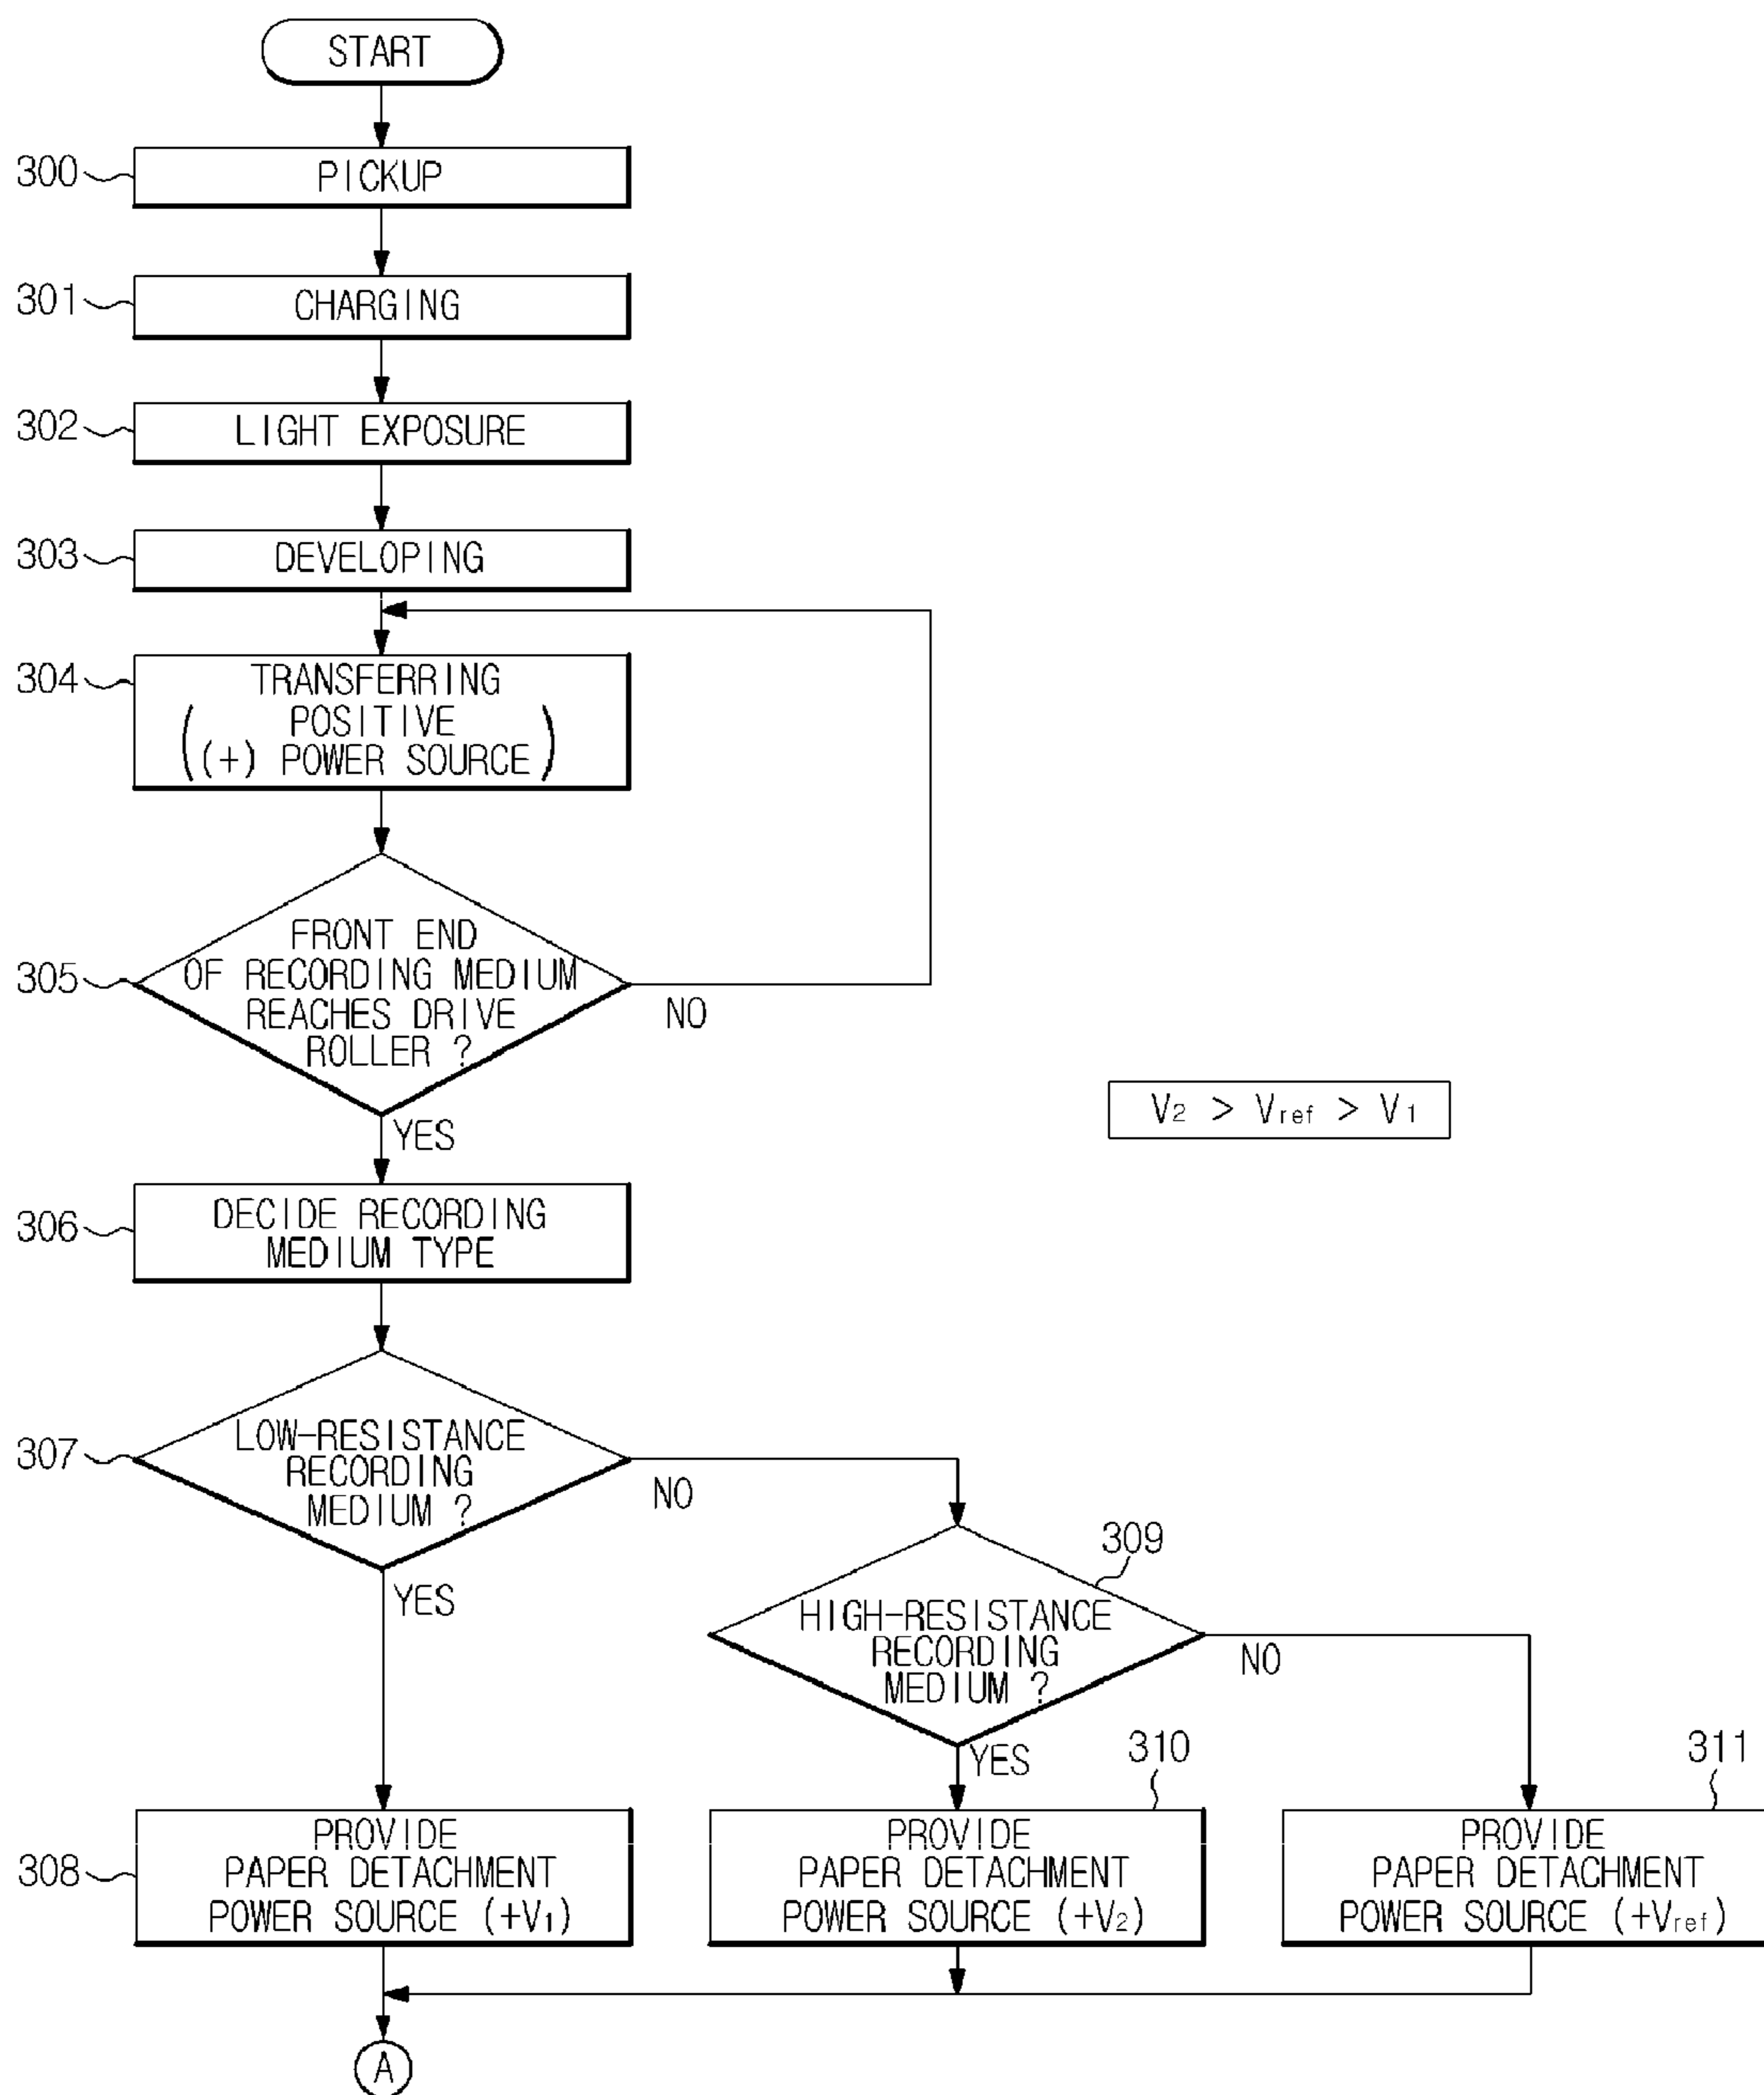 START
300
PICKUP
301
CHARGING
302
LIGHT EXPOSURE
303
DEVELOPING
304
TRANSFERRING
POSITIVE
(+) POWER SOURCE
305
FRONT END
OF RECORDING MEDIUM
REACHES DRIVE
ROLLER ?
NO
YES
V2 > Vref > V1
306
DECIDE RECORDING
MEDIUM TYPE
307
LOW-RESISTANCE
RECORDING
MEDIUM ?
NO
YES
309
HIGH-RESISTANCE
RECORDING
MEDIUM ?
NO
YES
308
PROVIDE
PAPER DETACHMENT
POWER SOURCE (+V1)
310
PROVIDE
PAPER DETACHMENT
POWER SOURCE (+V2)
311
PROVIDE
PAPER DETACHMENT
POWER SOURCE (+Vref)
A